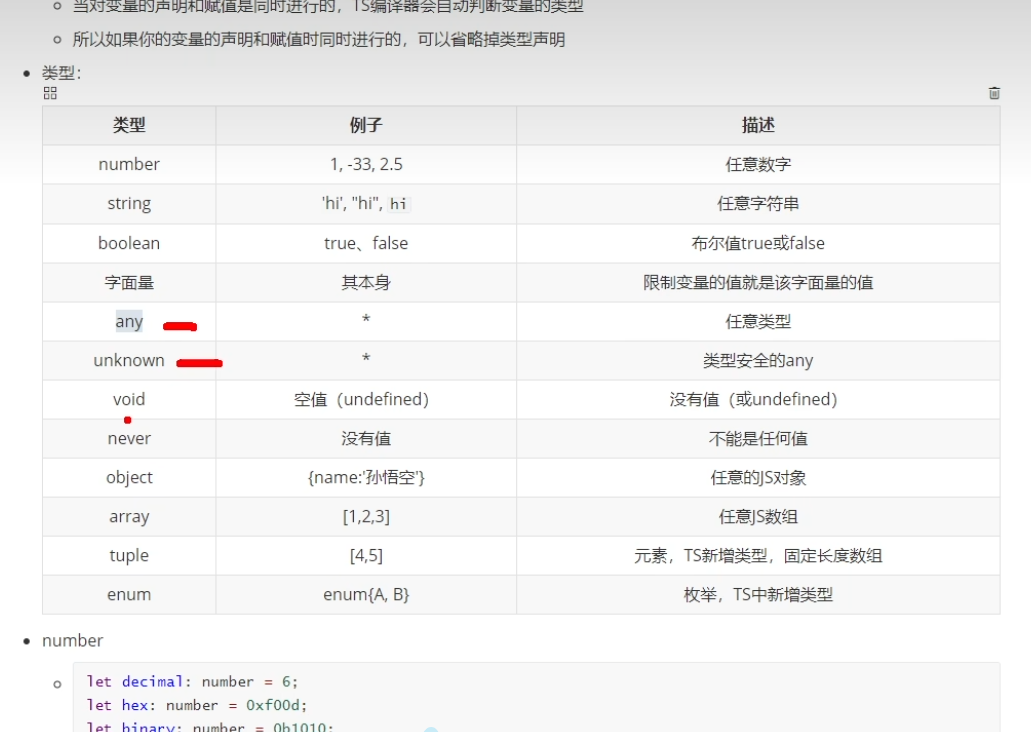 当对变量的声明和赋值是同时进行的，TS编译器会自动判断变量的类型
所以如果你的变量的声明和赋值时同时进行的，可以省略掉类型声明
类型：
类型 例子 描述
number 1, -33, 2.5 任意数字
string 'hi', "hi", hi 任意字符串
boolean true、false 布尔值true或false
字面量 其本身 限制变量的值就是该字面量的值
any * 任意类型
unknown * 类型安全的any
void 空值（undefined） 没有值（或undefined）
never 没有值 不能是任何值
object {name:'孙悟空'} 任意的JS对象
array [1,2,3] 任意JS数组
tuple [4,5] 元素，TS新增类型，固定长度数组
enum enum{A, B} 枚举，TS中新增类型
number
let decimal: number = 6;
let hex: number = 0xf00d;
let binary: number = 0b1010;